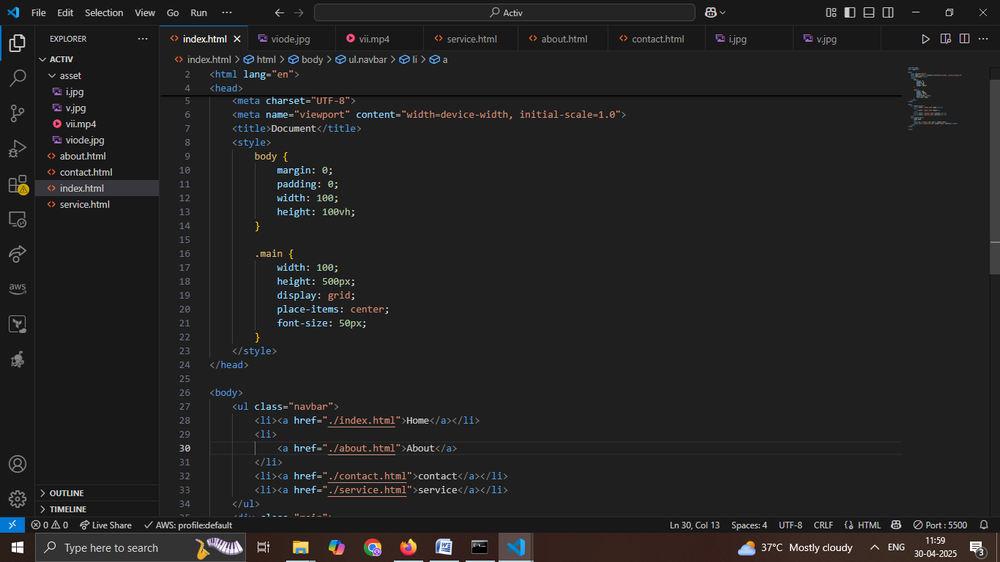 File Edit Selection View Go Run ···
Activ
EXPLORER ···
ACTIV
asset
i.jpg
v.jpg
vii.mp4
viode.jpg
about.html
contact.html
index.html
service.html
OUTLINE
TIMELINE
aws
index.html viode.jpg vii.mp4 service.html about.html contact.html i.jpg v.jpg ···
index.html > html > body > ul.navbar > li > a
2 <html lang="en">
4 <head>
5 <meta charset="UTF-8">
6 <meta name="viewport" content="width=device-width, initial-scale=1.0">
7 <title>Document</title>
8 <style>
9 body {
10 margin: 0;
11 padding: 0;
12 width: 100;
13 height: 100vh;
14 }
15
16 .main {
17 width: 100;
18 height: 500px;
19 display: grid;
20 place-items: center;
21 font-size: 50px;
22 }
23 </style>
24 </head>
25
26 <body>
27 <ul class="navbar">
28 <li><a href="./index.html">Home</a></li>
29 <li>
30 <a href="./about.html">About</a>
31 </li>
32 <li><a href="./contact.html">contact</a></li>
33 <li><a href="./service.html">service</a></li>
34 </ul>
35 <div class="main">
0 0 Live Share AWS: profile:default Ln 30, Col 13 Spaces: 4 UTF-8 CRLF {} HTML Port : 5500
Type here to search 37°C Mostly cloudy ENG 11:59
30-04-2025 3